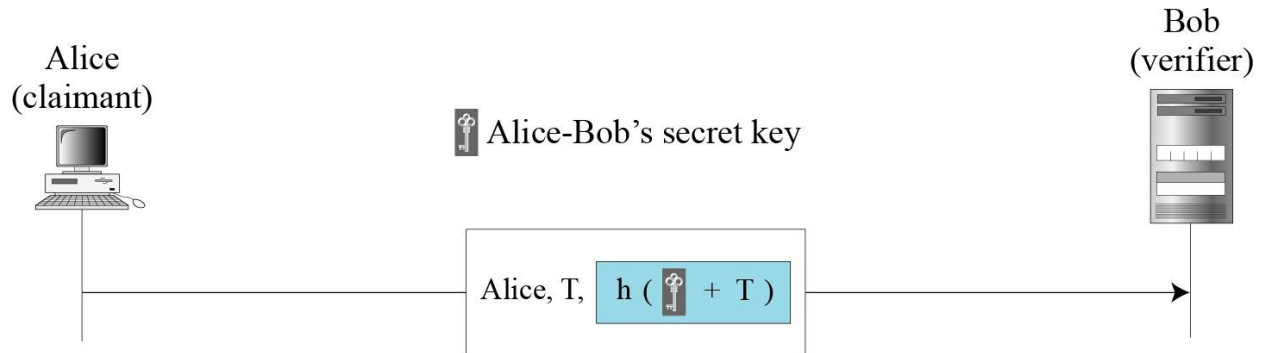 Alice
(claimant)
Bob
(verifier)
Alice-Bob’s secret key
Alice, T, h ( + T )